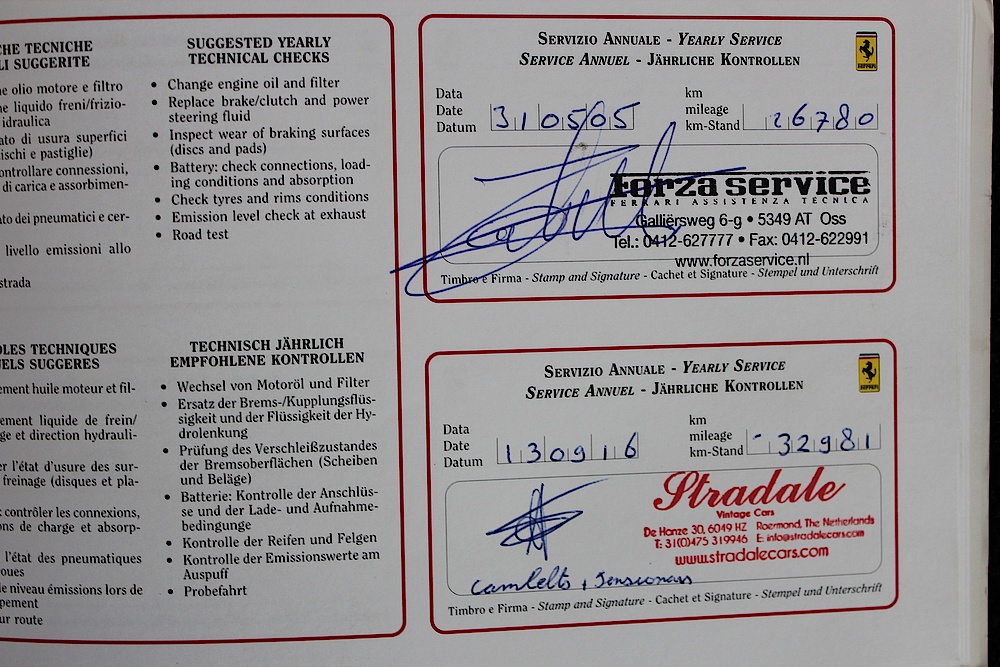 HE TECNICHE
LI SUGGERITE
e olio motore e filtro
e liquido freni/frizio-
idraulica
ato di usura superfici
ischi e pastiglie)
ontrollare connessioni,
di carica e assorbimen-
ato dei pneumatici e cer-
livello emissioni allo
strada
SUGGESTED YEARLY
TECHNICAL CHECKS
• Change engine oil and filter
• Replace brake/clutch and power
steering fluid
• Inspect wear of braking surfaces
(discs and pads)
• Battery: check connections, load-
ing conditions and absorption
• Check tyres and rims conditions
• Emission level check at exhaust
• Road test
SERVIZIO ANNUALE - YEARLY SERVICE
SERVICE ANNUEL - JÄHRLICHE KONTROLLEN
Data
Date
Datum
310505
km
mileage
km-Stand
26780
forza service
FERRARI ASSISTENZA TECNICA
Galliërsweg 6-g • 5349 AT Oss
Tel.: 0412-627777 • Fax: 0412-622991
www.forzaservice.nl
Timbro e Firma - Stamp and Signature - Cachet et Signature - Stempel und Unterschrift
LES TECHNIQUES
ELS SUGGERES
ement huile moteur et fil-
ement liquide de frein/
ge et direction hydrauli-
er l'état d'usure des sur-
freinage (disques et pla-
: contrôler les connexions,
ns de charge et absorp-
l'état des pneumatiques
oues
e niveau émissions lors de
pement
ur route
TECHNISCH JÄHRLICH
EMPFOHLENE KONTROLLEN
• Wechsel von Motoröl und Filter
• Ersatz der Brems-/Kupplungsflüs-
sigkeit und der Flüssigkeit der Hy-
drolenkung
• Prüfung des Verschleißzustandes
der Bremsoberflächen (Scheiben
und Beläge)
• Batterie: Kontrolle der Anschlüs-
se und der Lade- und Aufnahme-
bedingunge
• Kontrolle der Reifen und Felgen
• Kontrolle der Emissionswerte am
Auspuff
• Probefahrt
SERVIZIO ANNUALE - YEARLY SERVICE
SERVICE ANNUEL - JÄHRLICHE KONTROLLEN
Data
Date
Datum
130916
km
mileage
km-Stand
32981
Stradale
Vintage Cars
De Hanze 30, 6049 HZ Roermond, The Netherlands
T: 31(0)475 319946 E: info@stradalecars.com
www.stradalecars.com
cambelts, tensionars
Timbro e Firma - Stamp and Signature - Cachet et Signature - Stempel und Unterschrift